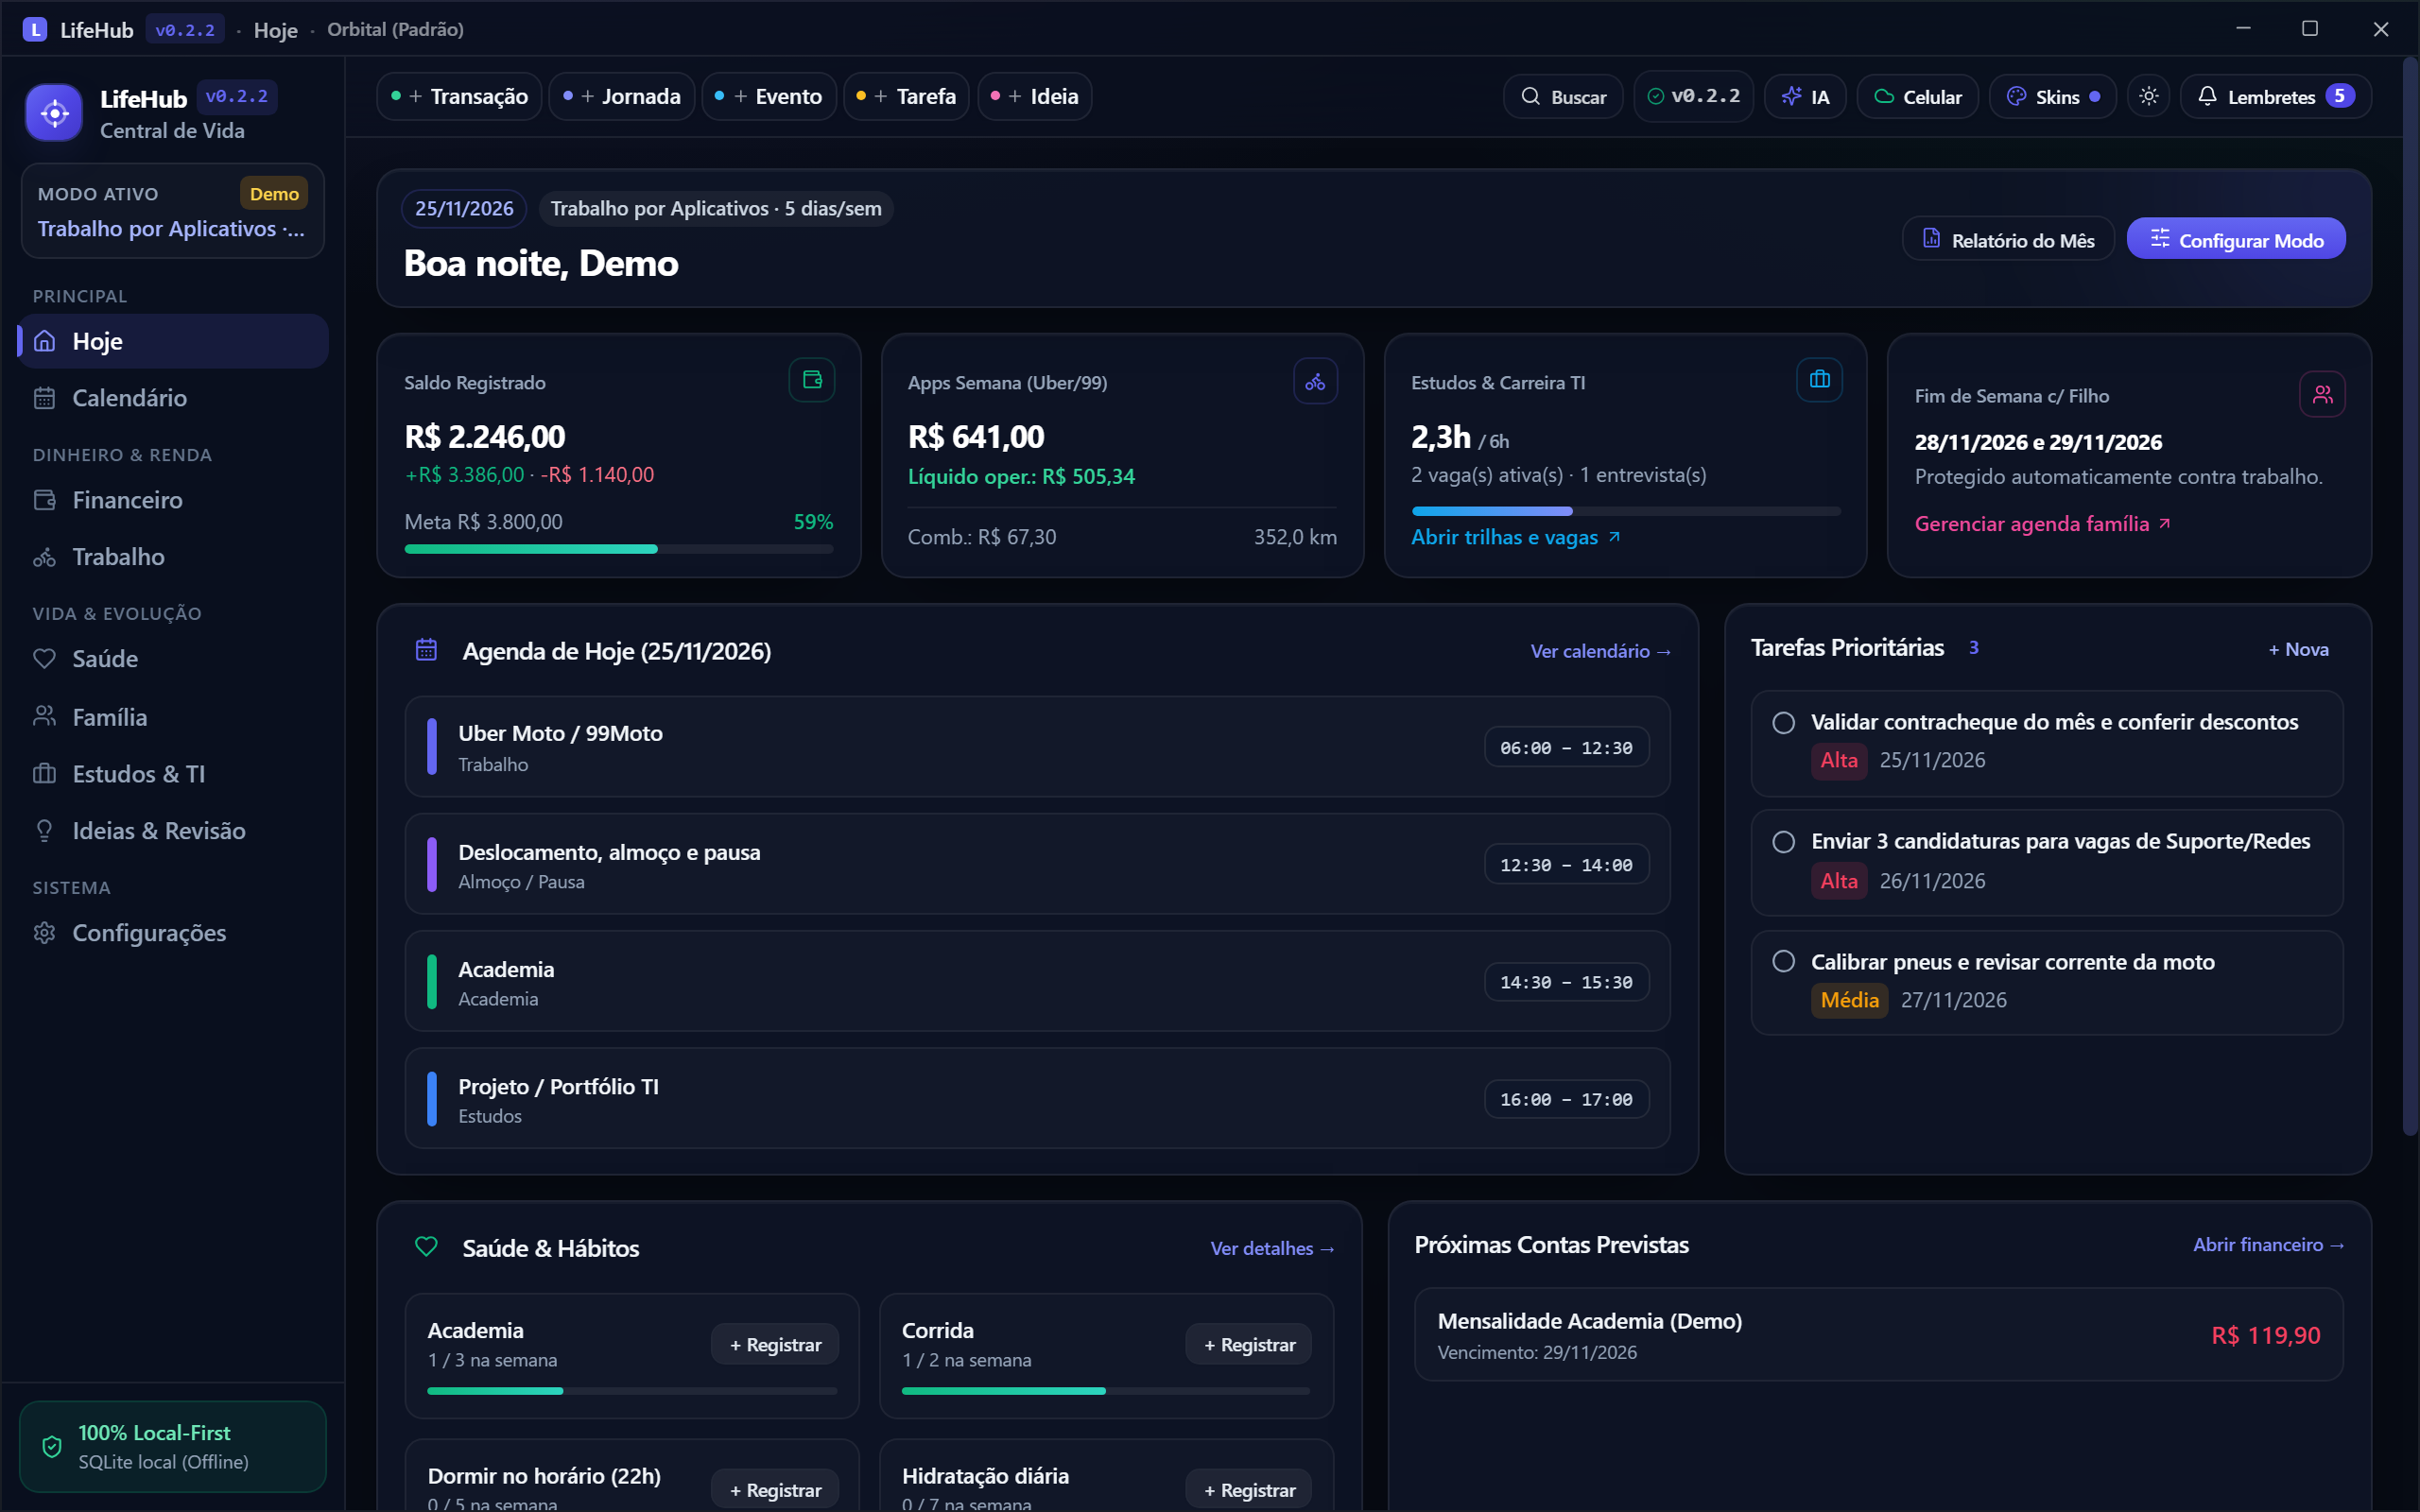 L LifeHub v0.2.2 · Hoje · Orbital (Padrão)
LifeHub v0.2.2
Central de Vida
MODO ATIVO Demo
Trabalho por Aplicativos ·...
PRINCIPAL
Hoje
Calendário
DINHEIRO & RENDA
Financeiro
Trabalho
VIDA & EVOLUÇÃO
Saúde
Família
Estudos & TI
Ideias & Revisão
SISTEMA
Configurações
100% Local-First
SQLite local (Offline)
+ Transação + Jornada + Evento + Tarefa + Ideia
Buscar v0.2.2 IA Celular Skins Lembretes 5
25/11/2026 Trabalho por Aplicativos · 5 dias/sem
Boa noite, Demo
Relatório do Mês Configurar Modo
Saldo Registrado
R$ 2.246,00
+R$ 3.386,00 · -R$ 1.140,00
Meta R$ 3.800,00 59%
Apps Semana (Uber/99)
R$ 641,00
Líquido oper.: R$ 505,34
Comb.: R$ 67,30 352,0 km
Estudos & Carreira TI
2,3h / 6h
2 vaga(s) ativa(s) · 1 entrevista(s)
Abrir trilhas e vagas ↗
Fim de Semana c/ Filho
28/11/2026 e 29/11/2026
Protegido automaticamente contra trabalho.
Gerenciar agenda família ↗
Agenda de Hoje (25/11/2026) Ver calendário →
Uber Moto / 99Moto
Trabalho
06:00 – 12:30
Deslocamento, almoço e pausa
Almoço / Pausa
12:30 – 14:00
Academia
Academia
14:30 – 15:30
Projeto / Portfólio TI
Estudos
16:00 – 17:00
Tarefas Prioritárias 3 + Nova
Validar contracheque do mês e conferir descontos
Alta 25/11/2026
Enviar 3 candidaturas para vagas de Suporte/Redes
Alta 26/11/2026
Calibrar pneus e revisar corrente da moto
Média 27/11/2026
Saúde & Hábitos Ver detalhes →
Academia
1 / 3 na semana
+ Registrar
Corrida
1 / 2 na semana
+ Registrar
Dormir no horário (22h)
0 / 5 na semana
+ Registrar
Hidratação diária
0 / 7 na semana
+ Registrar
Próximas Contas Previstas Abrir financeiro →
Mensalidade Academia (Demo)
Vencimento: 29/11/2026
R$ 119,90